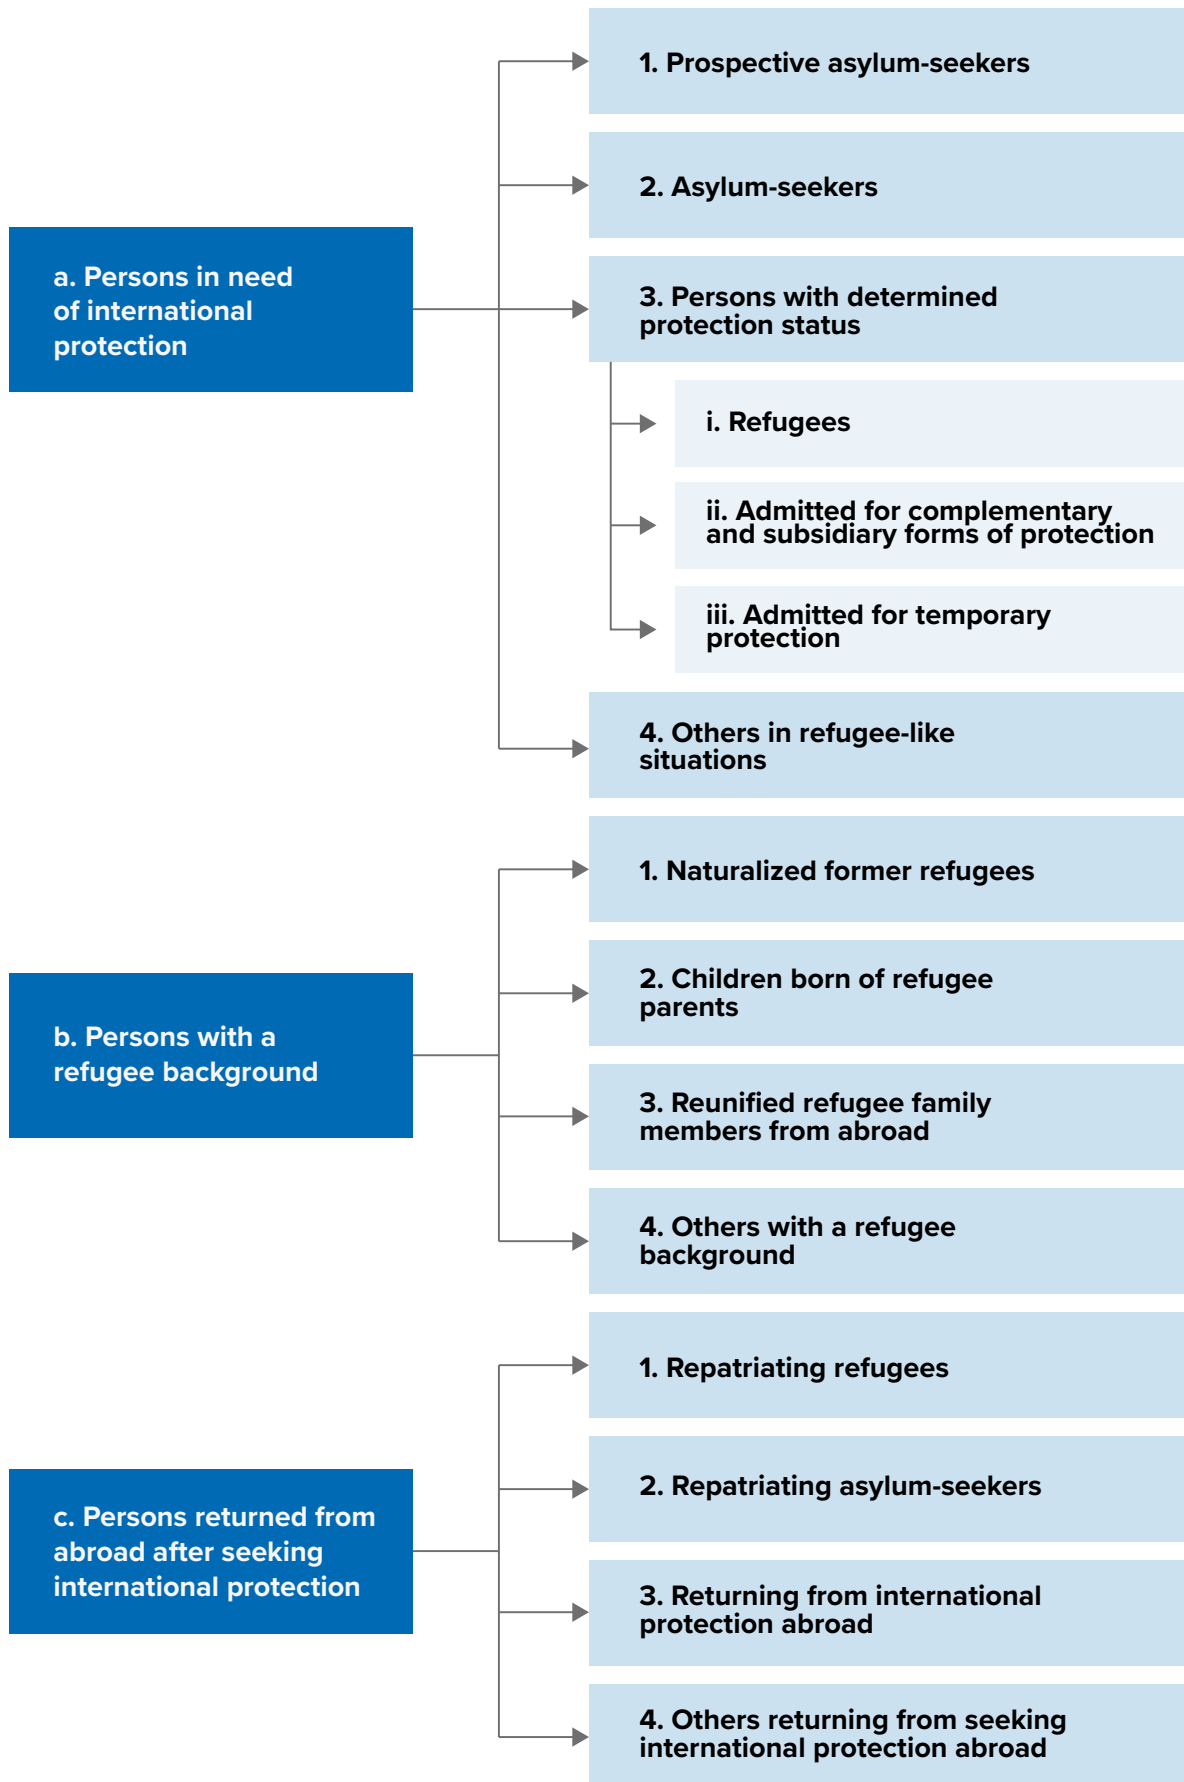 1. Prospective asylum-seekers
2. Asylum-seekers
a. Persons in need
of international
protection
3. Persons with determined
protection status
i. Refugees
ii. Admitted for complementary
and subsidiary forms of protection
iii. Admitted for temporary
protection
4. Others in refugee-like
situations
1. Naturalized former refugees
2. Children born of refugee
parents
b. Persons with a
refugee background
3. Reunified refugee family
members from abroad
4. Others with a refugee
background
1. Repatriating refugees
2. Repatriating asylum-seekers
c. Persons returned from
abroad after seeking
international protection
3. Returning from international
protection abroad
4. Others returning from seeking
international protection abroad